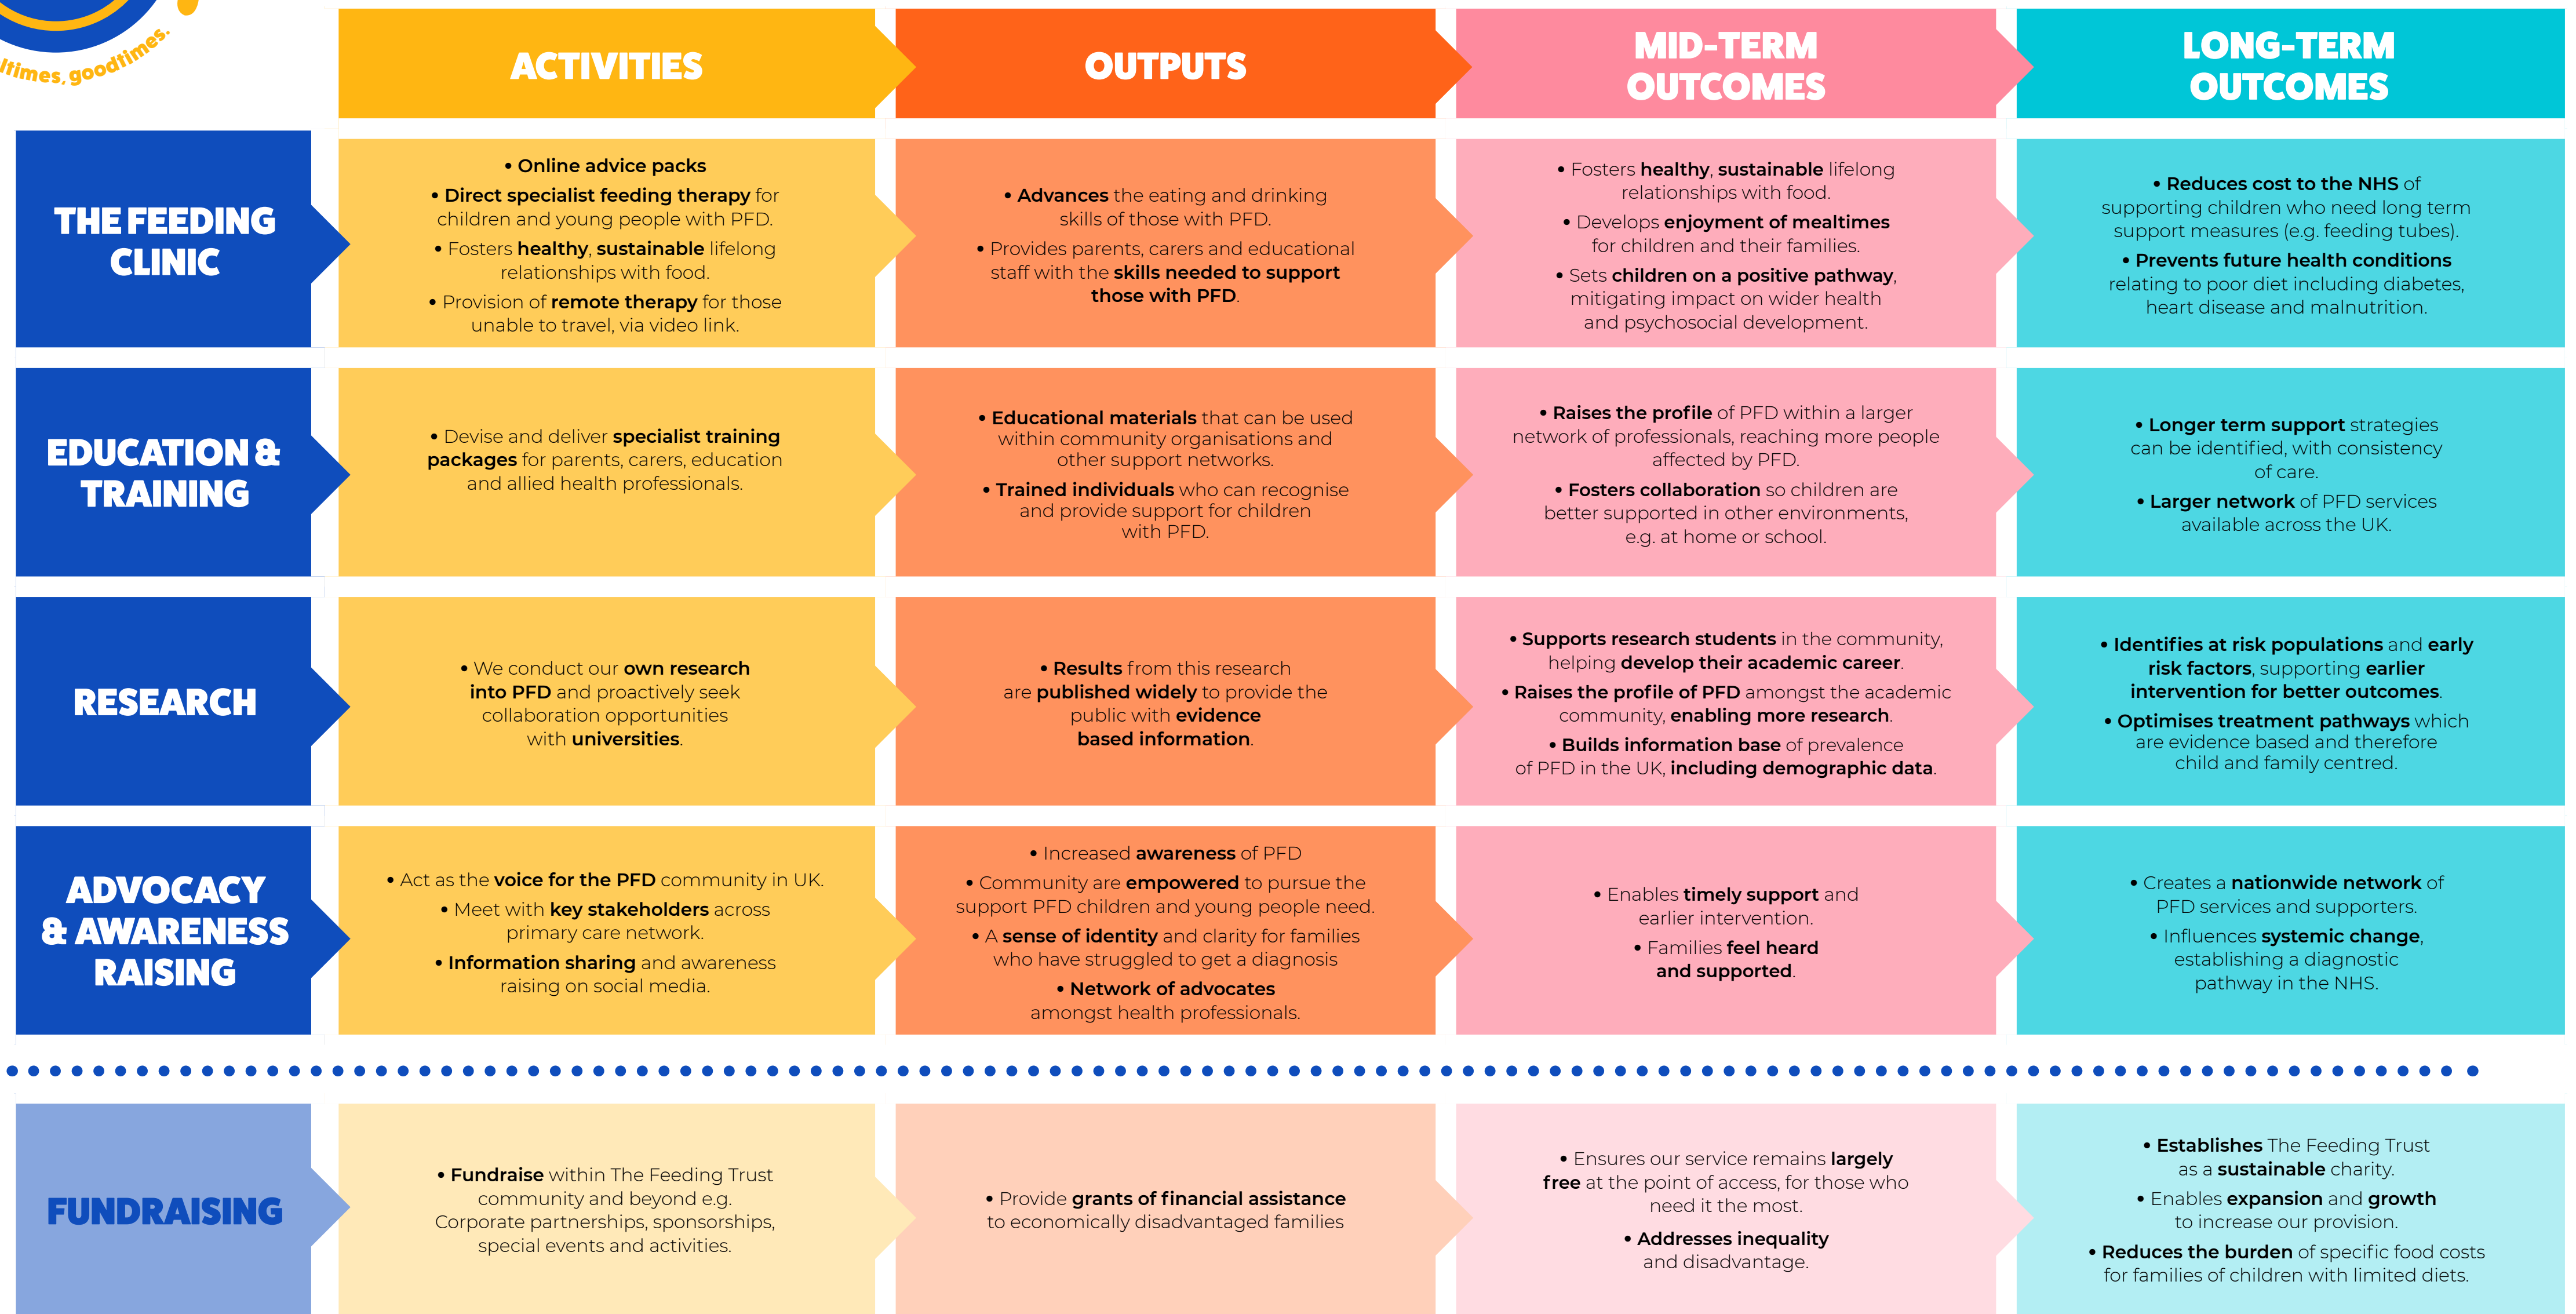 ltimes, goodtimes.
ACTIVITIES
OUTPUTS
MID-TERM
OUTCOMES
LONG-TERM
OUTCOMES
THE FEEDING
CLINIC
• Online advice packs
• Direct specialist feeding therapy for
children and young people with PFD.
• Fosters healthy, sustainable lifelong
relationships with food.
• Provision of remote therapy for those
unable to travel, via video link.
• Advances the eating and drinking
skills of those with PFD.
• Provides parents, carers and educational
staff with the skills needed to support
those with PFD.
• Fosters healthy, sustainable lifelong
relationships with food.
• Develops enjoyment of mealtimes
for children and their families.
• Sets children on a positive pathway,
mitigating impact on wider health
and psychosocial development.
• Reduces cost to the NHS of
supporting children who need long term
support measures (e.g. feeding tubes).
• Prevents future health conditions
relating to poor diet including diabetes,
heart disease and malnutrition.
EDUCATION &
TRAINING
• Devise and deliver specialist training
packages for parents, carers, education
and allied health professionals.
• Educational materials that can be used
within community organisations and
other support networks.
• Trained individuals who can recognise
and provide support for children
with PFD.
• Raises the profile of PFD within a larger
network of professionals, reaching more people
affected by PFD.
• Fosters collaboration so children are
better supported in other environments,
e.g. at home or school.
• Longer term support strategies
can be identified, with consistency
of care.
• Larger network of PFD services
available across the UK.
RESEARCH
• We conduct our own research
into PFD and proactively seek
collaboration opportunities
with universities.
• Results from this research
are published widely to provide the
public with evidence
based information.
• Supports research students in the community,
helping develop their academic career.
• Raises the profile of PFD amongst the academic
community, enabling more research.
• Builds information base of prevalence
of PFD in the UK, including demographic data.
• Identifies at risk populations and early
risk factors, supporting earlier
intervention for better outcomes.
• Optimises treatment pathways which
are evidence based and therefore
child and family centred.
ADVOCACY
& AWARENESS
RAISING
• Act as the voice for the PFD community in UK.
• Meet with key stakeholders across
primary care network.
• Information sharing and awareness
raising on social media.
• Increased awareness of PFD
• Community are empowered to pursue the
support PFD children and young people need.
• A sense of identity and clarity for families
who have struggled to get a diagnosis
• Network of advocates
amongst health professionals.
• Enables timely support and
earlier intervention.
• Families feel heard
and supported.
• Creates a nationwide network of
PFD services and supporters.
• Influences systemic change,
establishing a diagnostic
pathway in the NHS.
FUNDRAISING
• Fundraise within The Feeding Trust
community and beyond e.g.
Corporate partnerships, sponsorships,
special events and activities.
• Provide grants of financial assistance
to economically disadvantaged families
• Ensures our service remains largely
free at the point of access, for those who
need it the most.
• Addresses inequality
and disadvantage.
• Establishes The Feeding Trust
as a sustainable charity.
• Enables expansion and growth
to increase our provision.
• Reduces the burden of specific food costs
for families of children with limited diets.